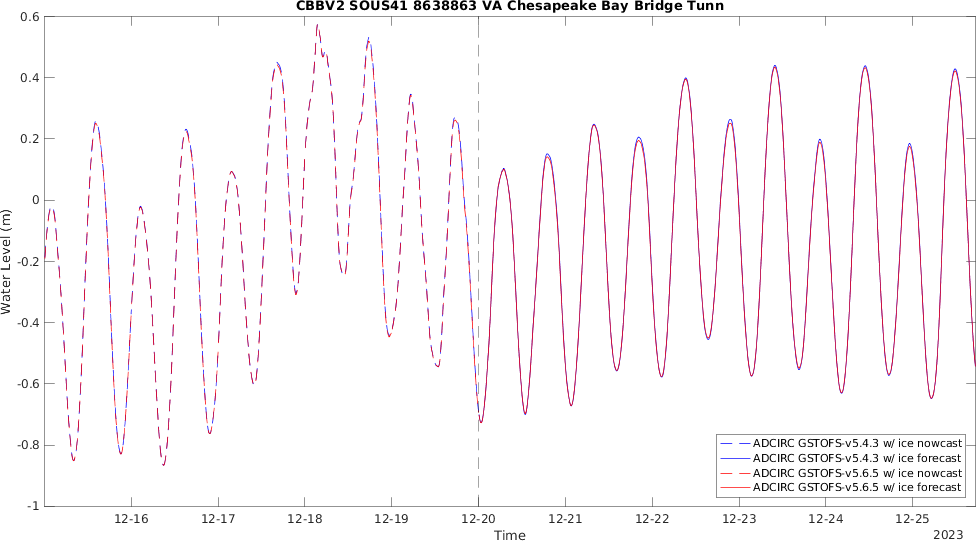 CBBV2 SOUS41 8638863 VA Chesapeake Bay Bridge Tunn
0.6
0.4
0.2
0
-0.2
-0.4
-0.6
-0.8
-1
Water Level (m)
ADCIRC GSTOFS-v5.4.3 w/ ice nowcast
ADCIRC GSTOFS-v5.4.3 w/ ice forecast
ADCIRC GSTOFS-v5.6.5 w/ ice nowcast
ADCIRC GSTOFS-v5.6.5 w/ ice forecast
12-16 12-17 12-18 12-19 12-20 12-21 12-22 12-23 12-24 12-25
Time
2023